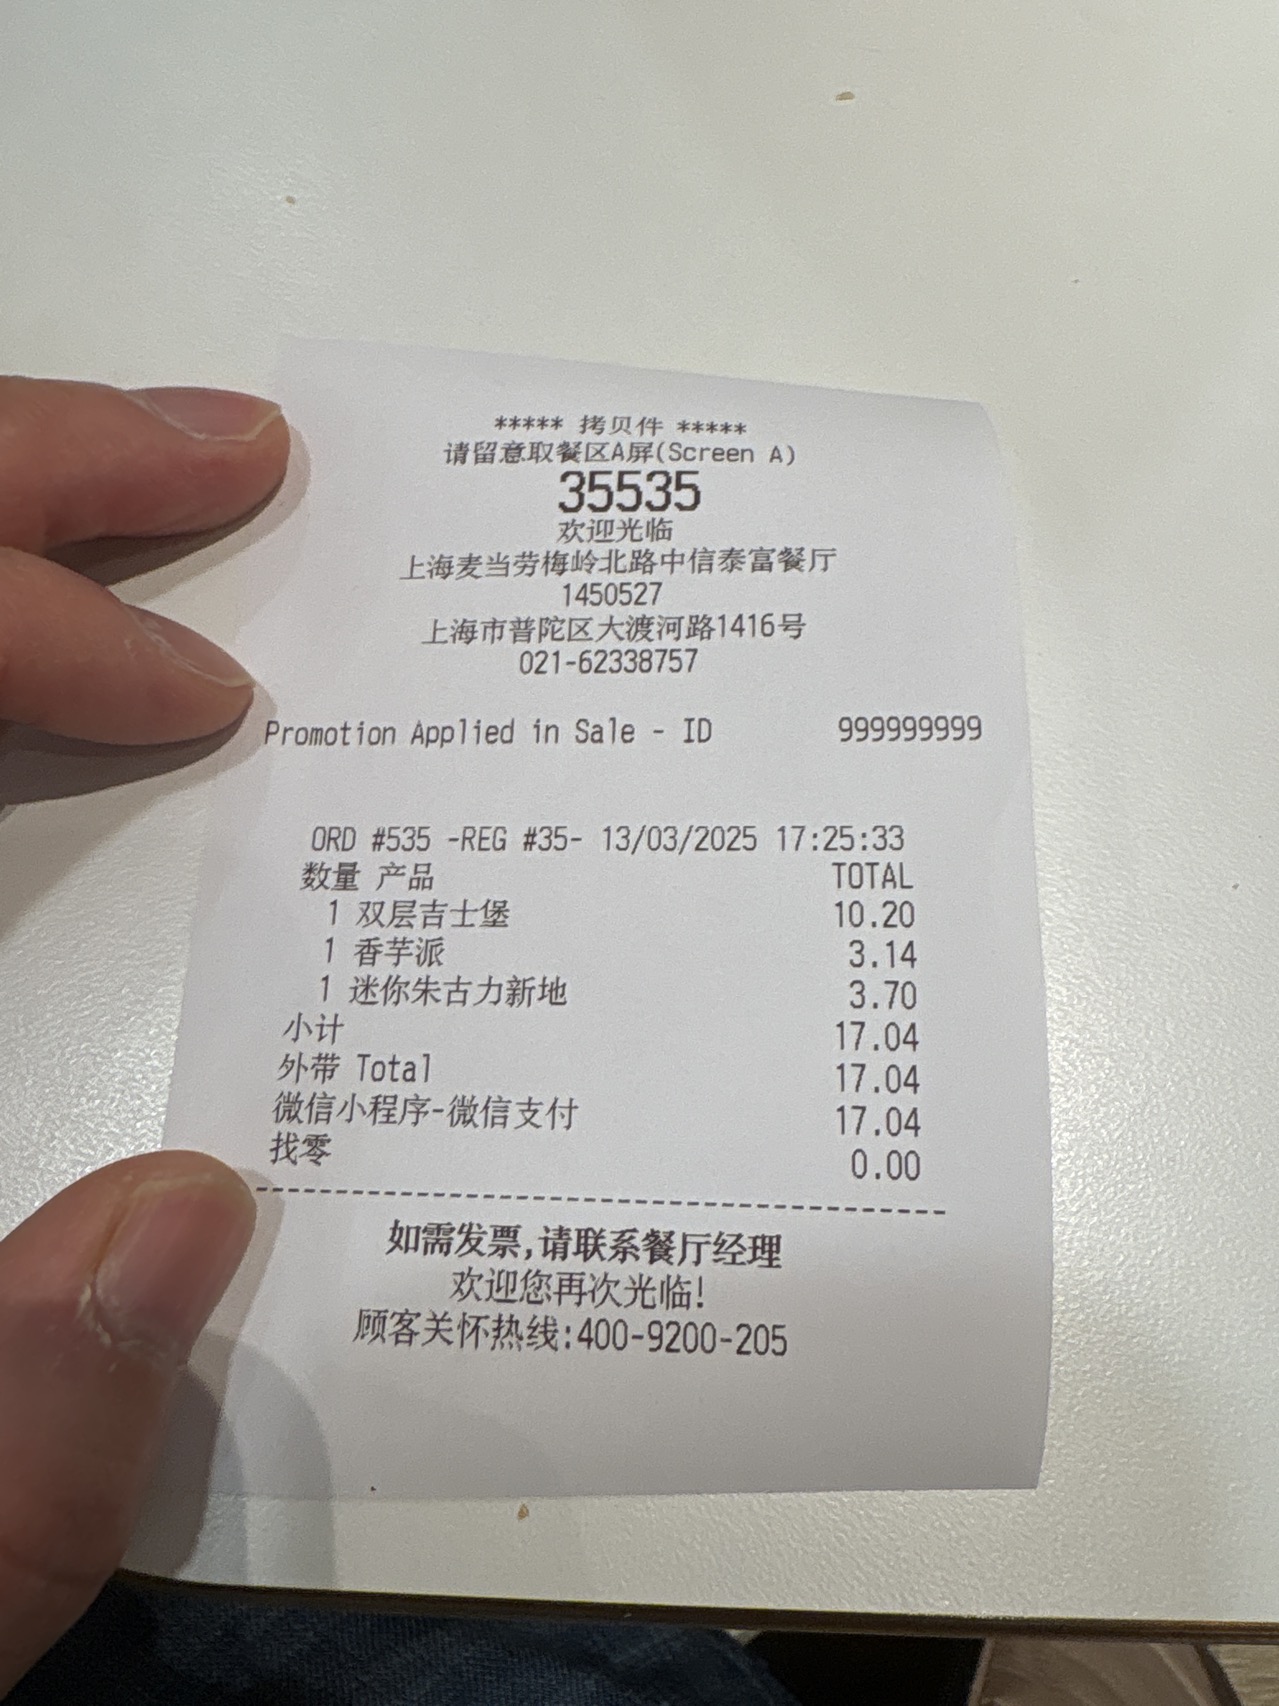 ***** 拷贝件 *****
请留意取餐区A屏(Screen A)
35535
欢迎光临
上海麦当劳梅岭北路中信泰富餐厅
1450527
上海市普陀区大渡河路1416号
021-62338757
Promotion Applied in Sale - ID 999999999
ORD #535 -REG #35- 13/03/2025 17:25:33
数量 产品 TOTAL
1 双层吉士堡 10.20
1 香芋派 3.14
1 迷你朱古力新地 3.70
小计 17.04
外带 Total 17.04
微信小程序-微信支付 17.04
找零 0.00
如需发票,请联系餐厅经理
欢迎您再次光临!
顾客关怀热线:400-9200-205